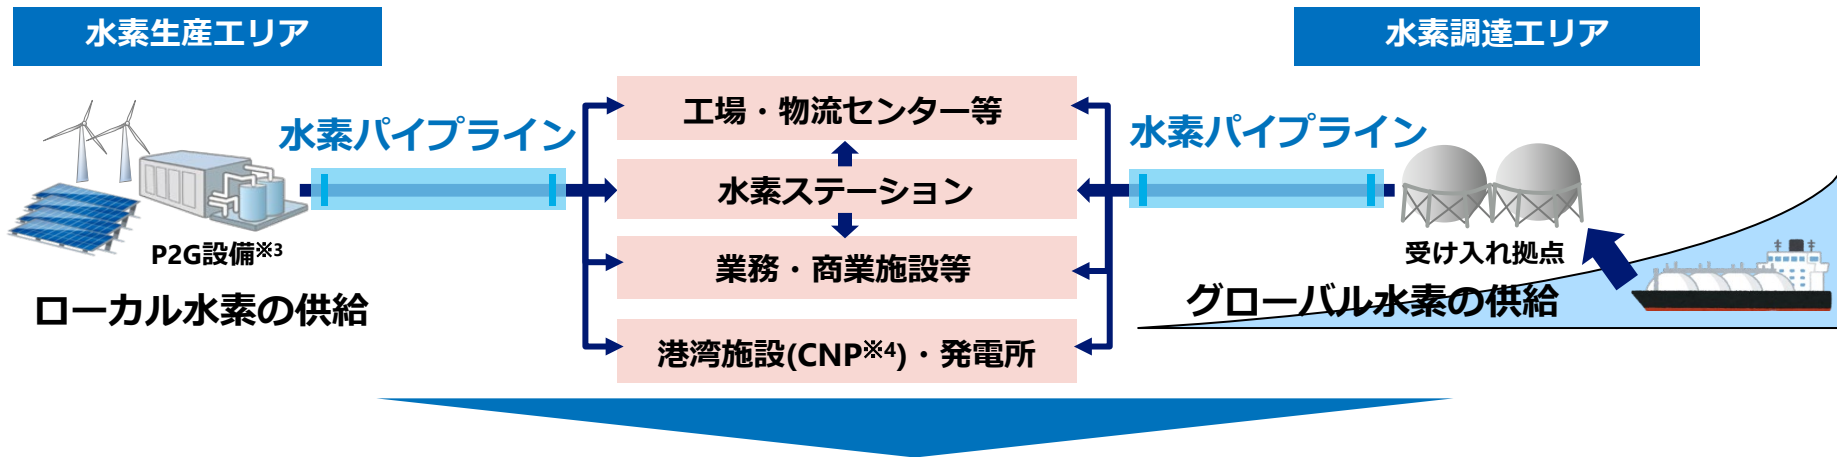 水素生産エリア
水素調達エリア
水素パイプライン
水素パイプライン
工場・物流センター等
水素ステーション
業務・商業施設等
港湾施設(CNP※4)・発電所
P2G設備※3
ローカル水素の供給
受け入れ拠点
グローバル水素の供給